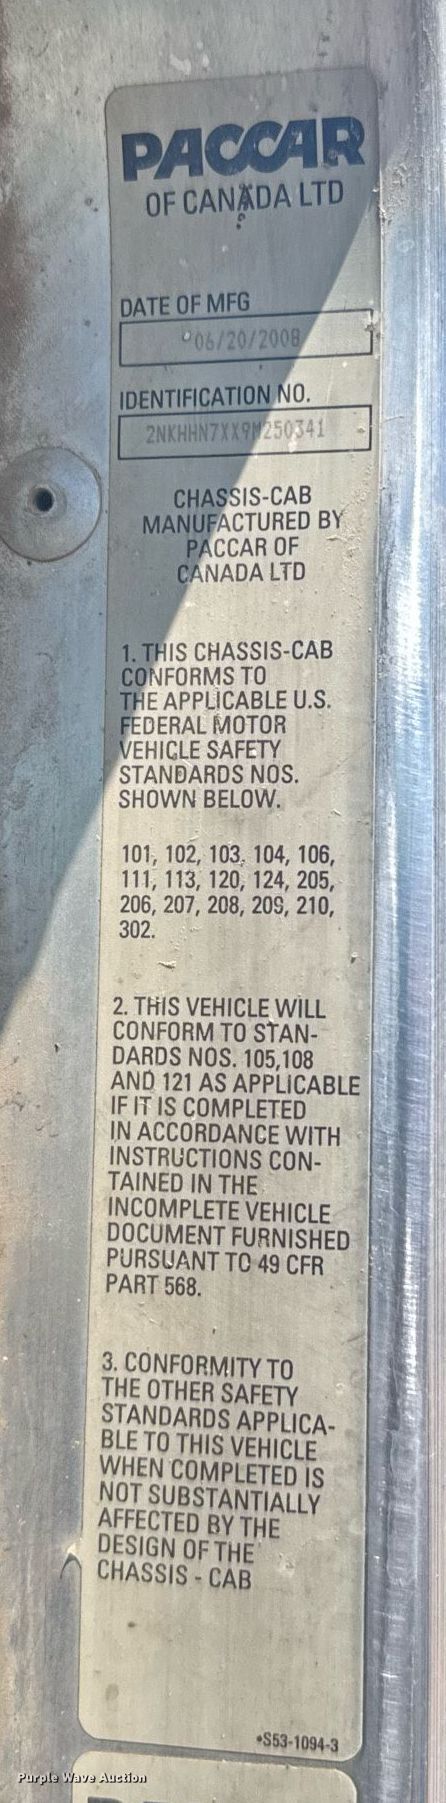 PACCAR
OF CANADA LTD
DATE OF MFG
06/20/2008
IDENTIFICATION NO.
2NKHHN7XX9M250341
CHASSIS-CAB
MANUFACTURED BY
PACCAR OF
CANADA LTD
1. THIS CHASSIS-CAB
CONFORMS TO
THE APPLICABLE U.S.
FEDERAL MOTOR
VEHICLE SAFETY
STANDARDS NOS.
SHOWN BELOW.
101, 102, 103, 104, 106,
111, 113, 120, 124, 205,
206, 207, 208, 209, 210,
302.
2. THIS VEHICLE WILL
CONFORM TO STAN-
DARDS NOS. 105,108
AND 121 AS APPLICABLE
IF IT IS COMPLETED
IN ACCORDANCE WITH
INSTRUCTIONS CON-
TAINED IN THE
INCOMPLETE VEHICLE
DOCUMENT FURNISHED
PURSUANT TO 49 CFR
PART 568.
3. CONFORMITY TO
THE OTHER SAFETY
STANDARDS APPLICA-
BLE TO THIS VEHICLE
WHEN COMPLETED IS
NOT SUBSTANTIALLY
AFFECTED BY THE
DESIGN OF THE
CHASSIS - CAB
•S53-1094-3
Purple Wave Auction